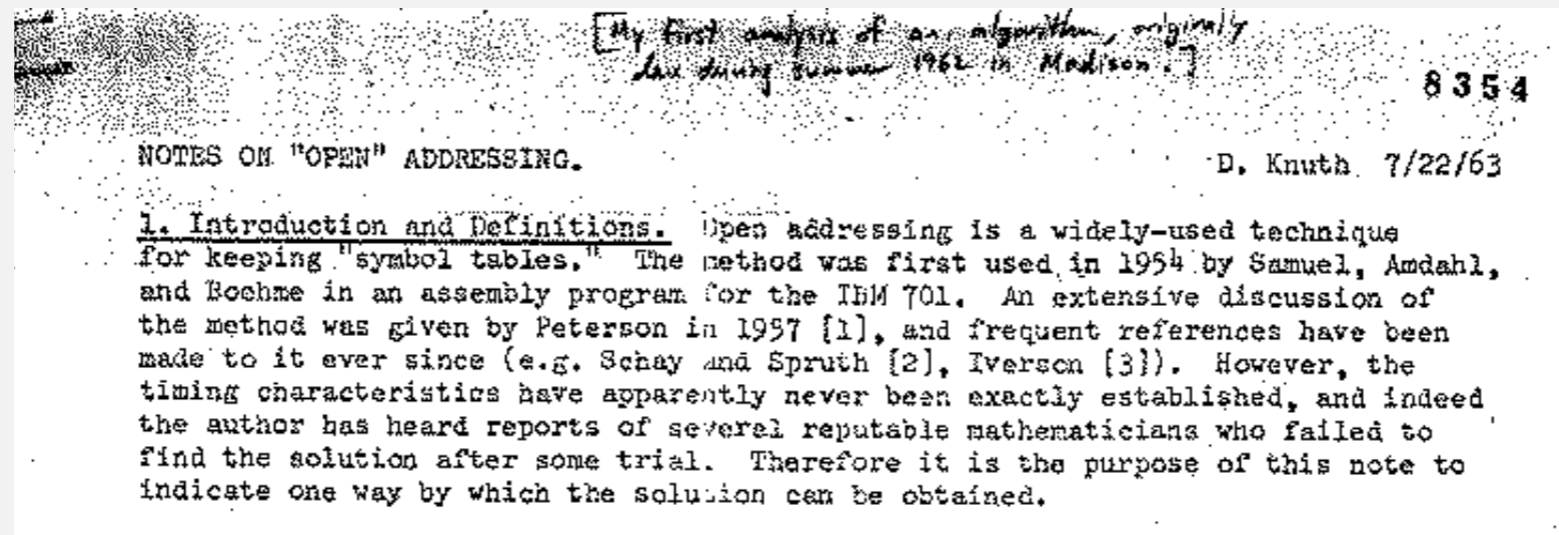 [My first analysis of an algorithm, originally
done during summer 1962 in Madison.]
8354
NOTES ON "OPEN" ADDRESSING.
D. Knuth 7/22/63
1. Introduction and Definitions. Open addressing is a widely-used technique
for keeping "symbol tables." The method was first used in 1954 by Samuel, Amdahl,
and Boehme in an assembly program for the IBM 701. An extensive discussion of
the method was given by Peterson in 1957 [1], and frequent references have been
made to it ever since (e.g. Schay and Spruth [2], Iverson [3]). However, the
timing characteristics have apparently never been exactly established, and indeed
the author has heard reports of several reputable mathematicians who failed to
find the solution after some trial. Therefore it is the purpose of this note to
indicate one way by which the solution can be obtained.